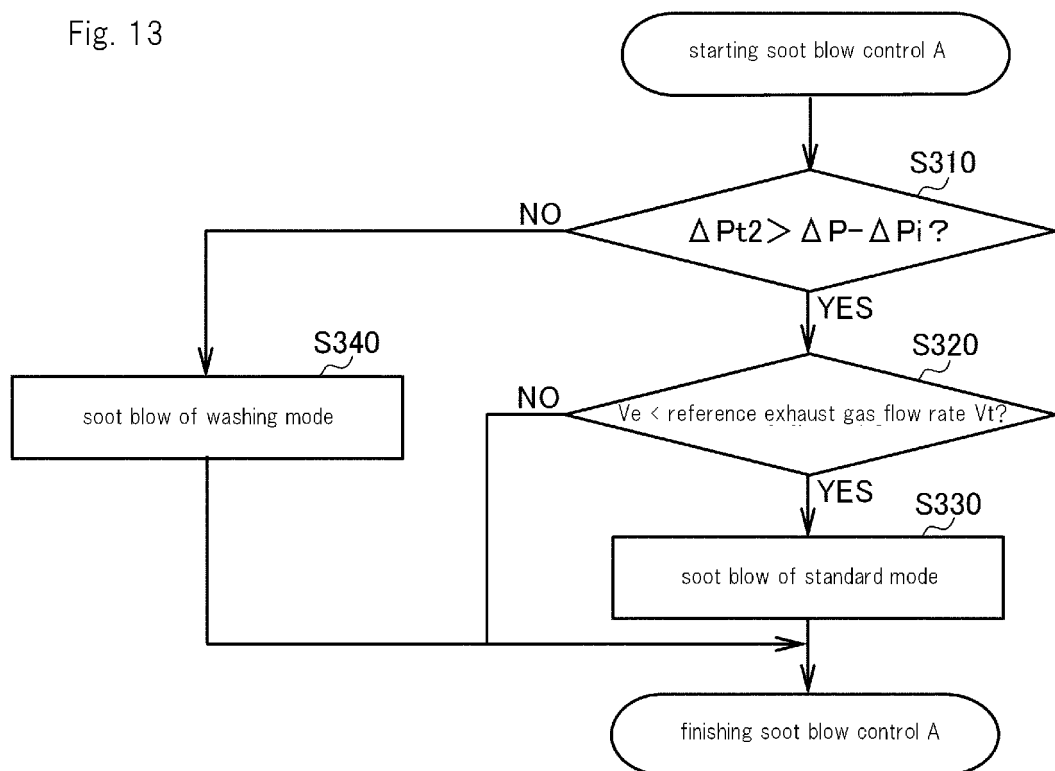 Fig. 13
starting soot blow control A
S310
NO
ΔPt2> ΔP-ΔPi?
YES
S340
S320
soot blow of washing mode
NO
Ve < reference exhaust gas flow rate Vt?
YES
S330
soot blow of standard mode
finishing soot blow control A